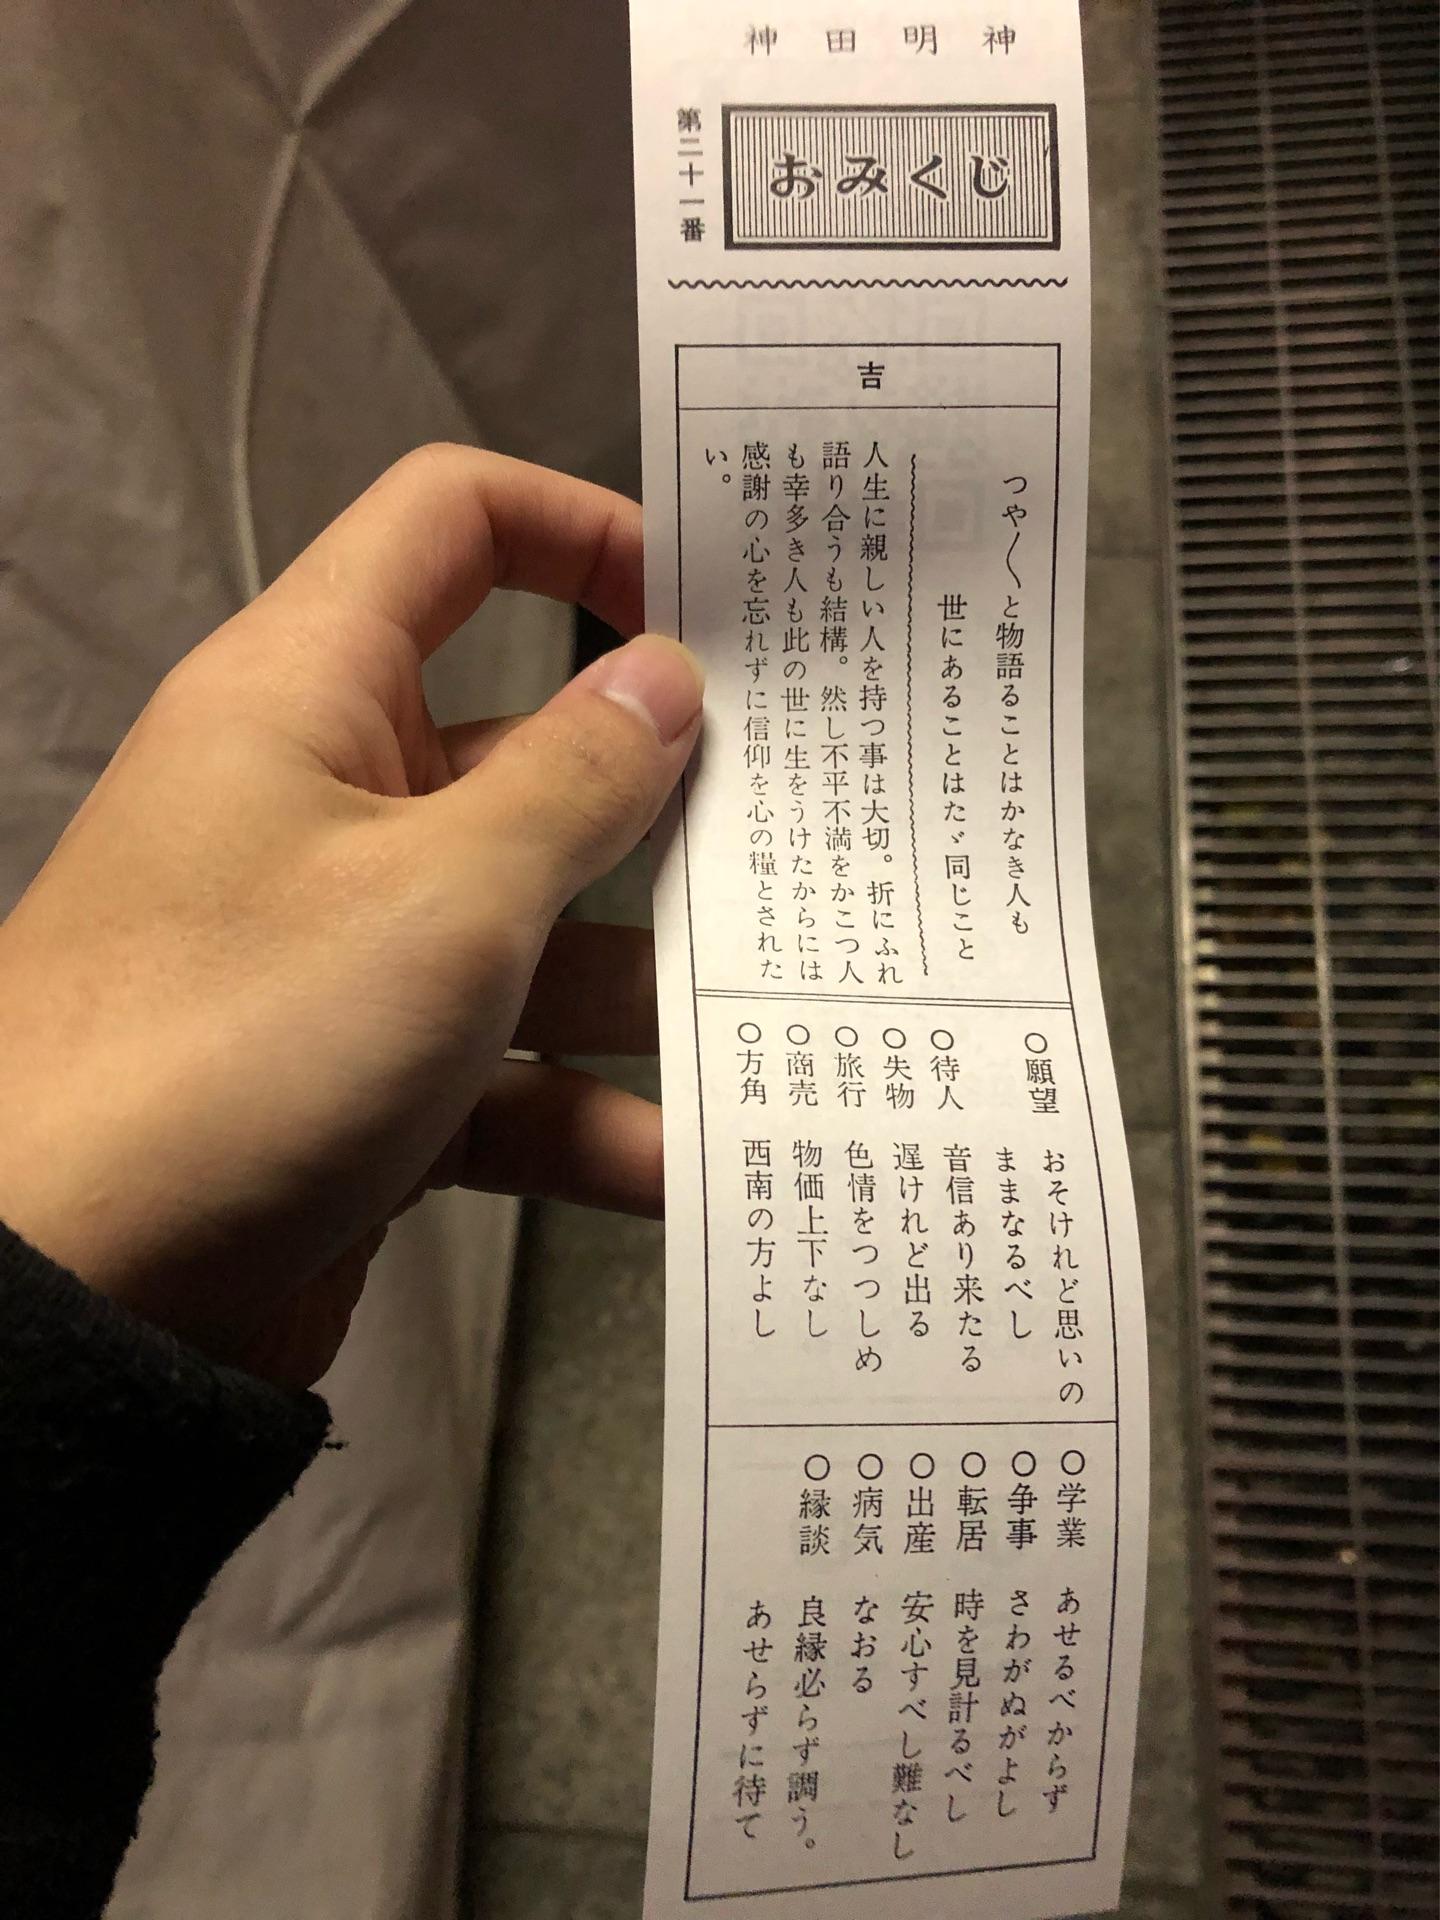 神田明神
おみくじ
第二十一番
吉
つや〱と物語ることはかなき人も
世にあることはたゞ同じこと
人生に親しい人を持つ事は大切。折にふれ
語り合うも結構。然し不平不満をかこつ人
も幸多き人も此の世に生をうけたからには
感謝の心を忘れずに信仰を心の糧とされた
い。
○願望 おそけれど思いの
ままなるべし
○待人 音信あり来たる
○失物 遅けれど出る
○旅行 色情をつつしめ
○商売 物価上下なし
○方角 西南の方よし
○学業 あせるべからず
○争事 さわがぬがよし
○転居 時を見計るべし
○出産 安心すべし難なし
○病気 なおる
○縁談 良縁必らず調う。
あせらずに待て